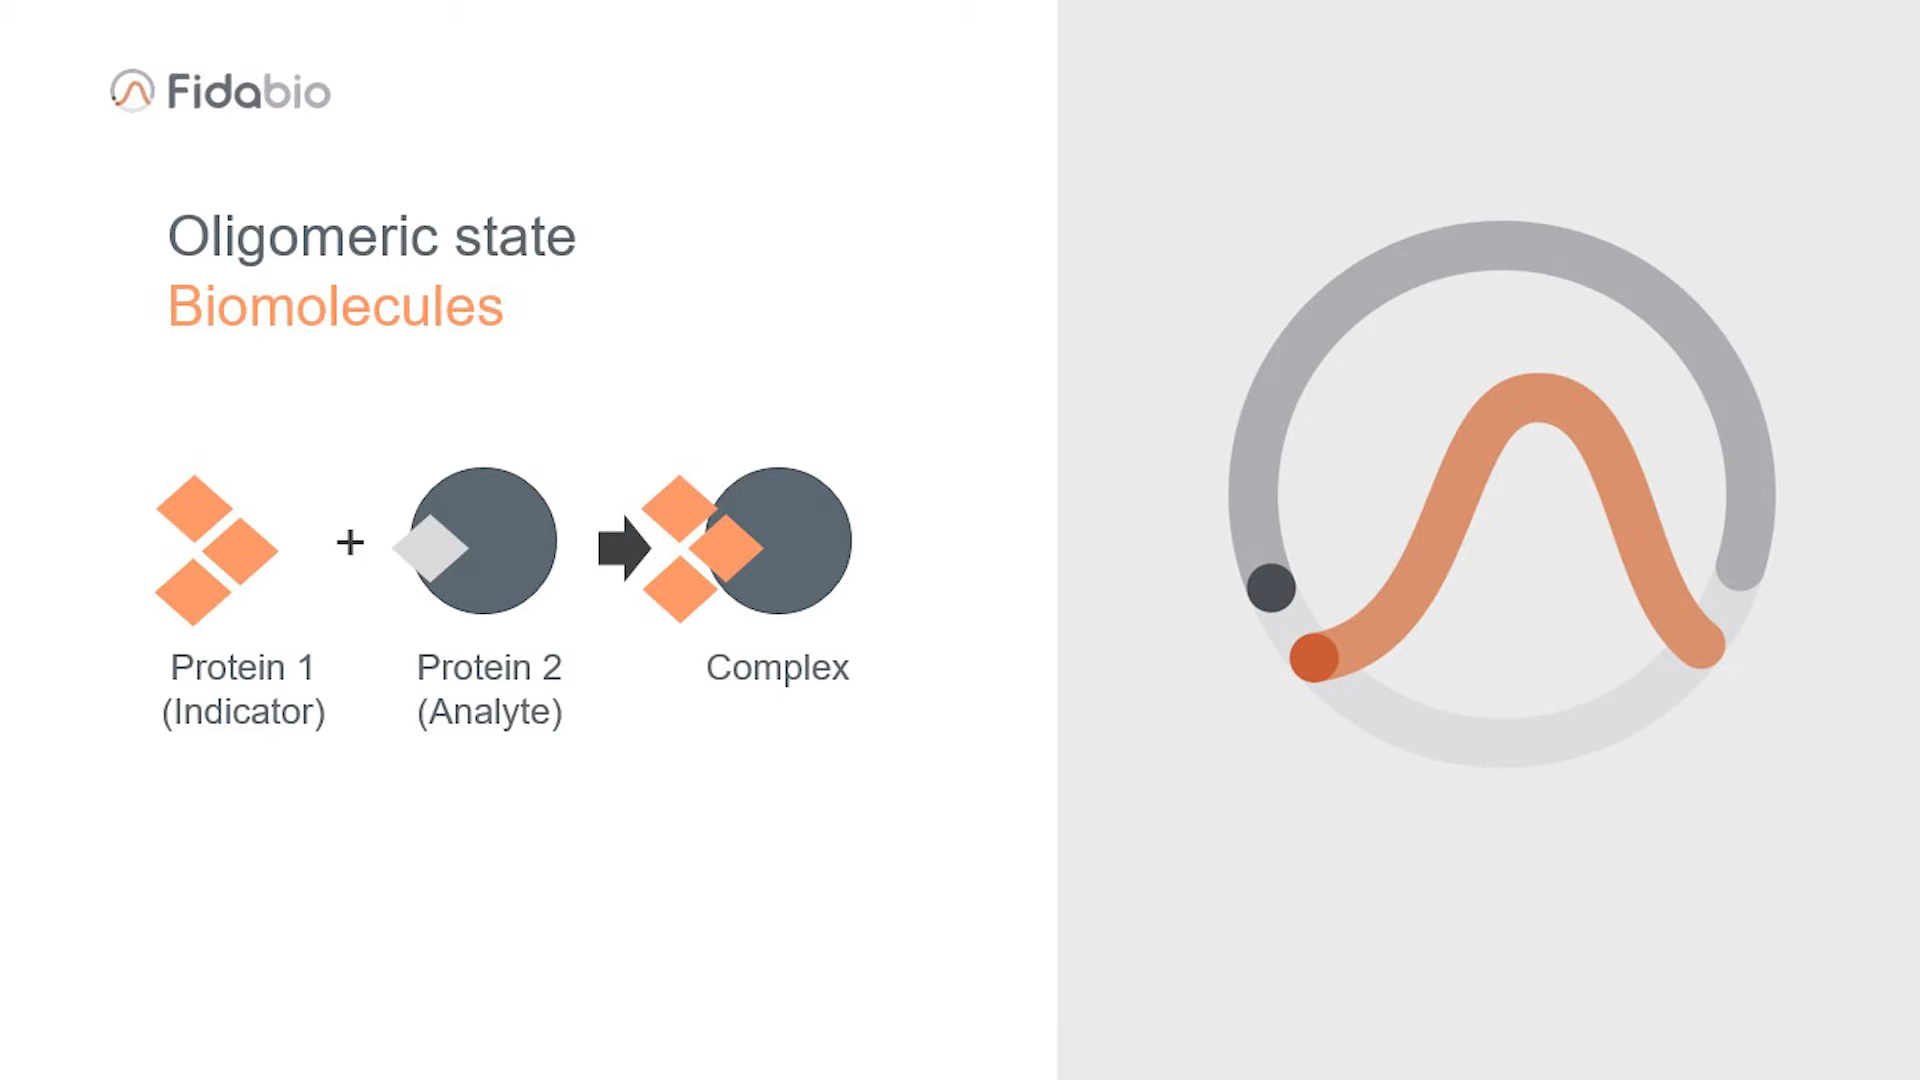 Fidabio
Oligomeric state
Biomolecules
+
Protein 1
(Indicator)
Protein 2
(Analyte)
Complex